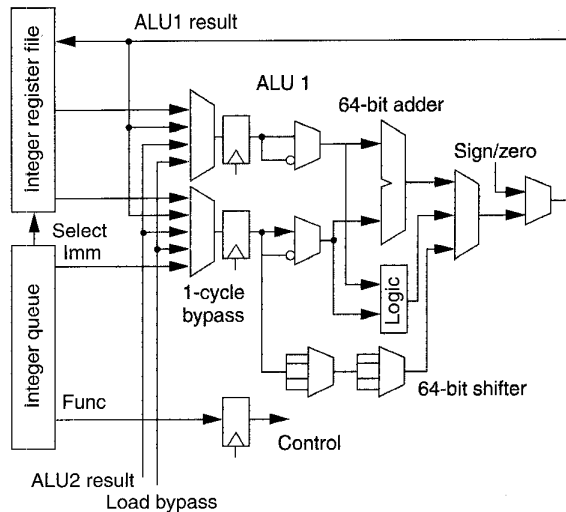 ALU1 result
Integer register file
ALU 1
64-bit adder
Sign/zero
Select
Imm
1-cycle
bypass
Logic
Integer queue
64-bit shifter
Func
Control
ALU2 result
Load bypass